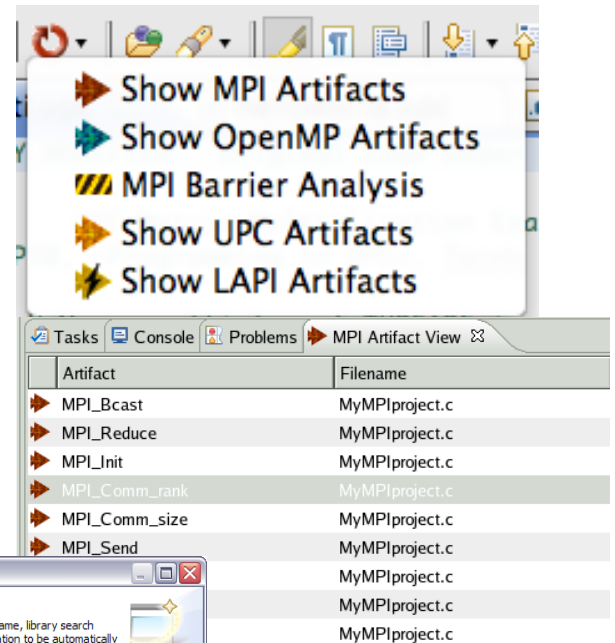 Show MPI Artifacts
Show OpenMP Artifacts
MPI Barrier Analysis
Show UPC Artifacts
Show LAPI Artifacts
Tasks Console Problems MPI Artifact View
Artifact Filename
MPI_Bcast MyMPIproject.c
MPI_Reduce MyMPIproject.c
MPI_Init MyMPIproject.c
MPI_Comm_rank MyMPIproject.c
MPI_Comm_size MyMPIproject.c
MPI_Send MyMPIproject.c
MyMPIproject.c
MyMPIproject.c
MyMPIproject.c
library search
to be automatically